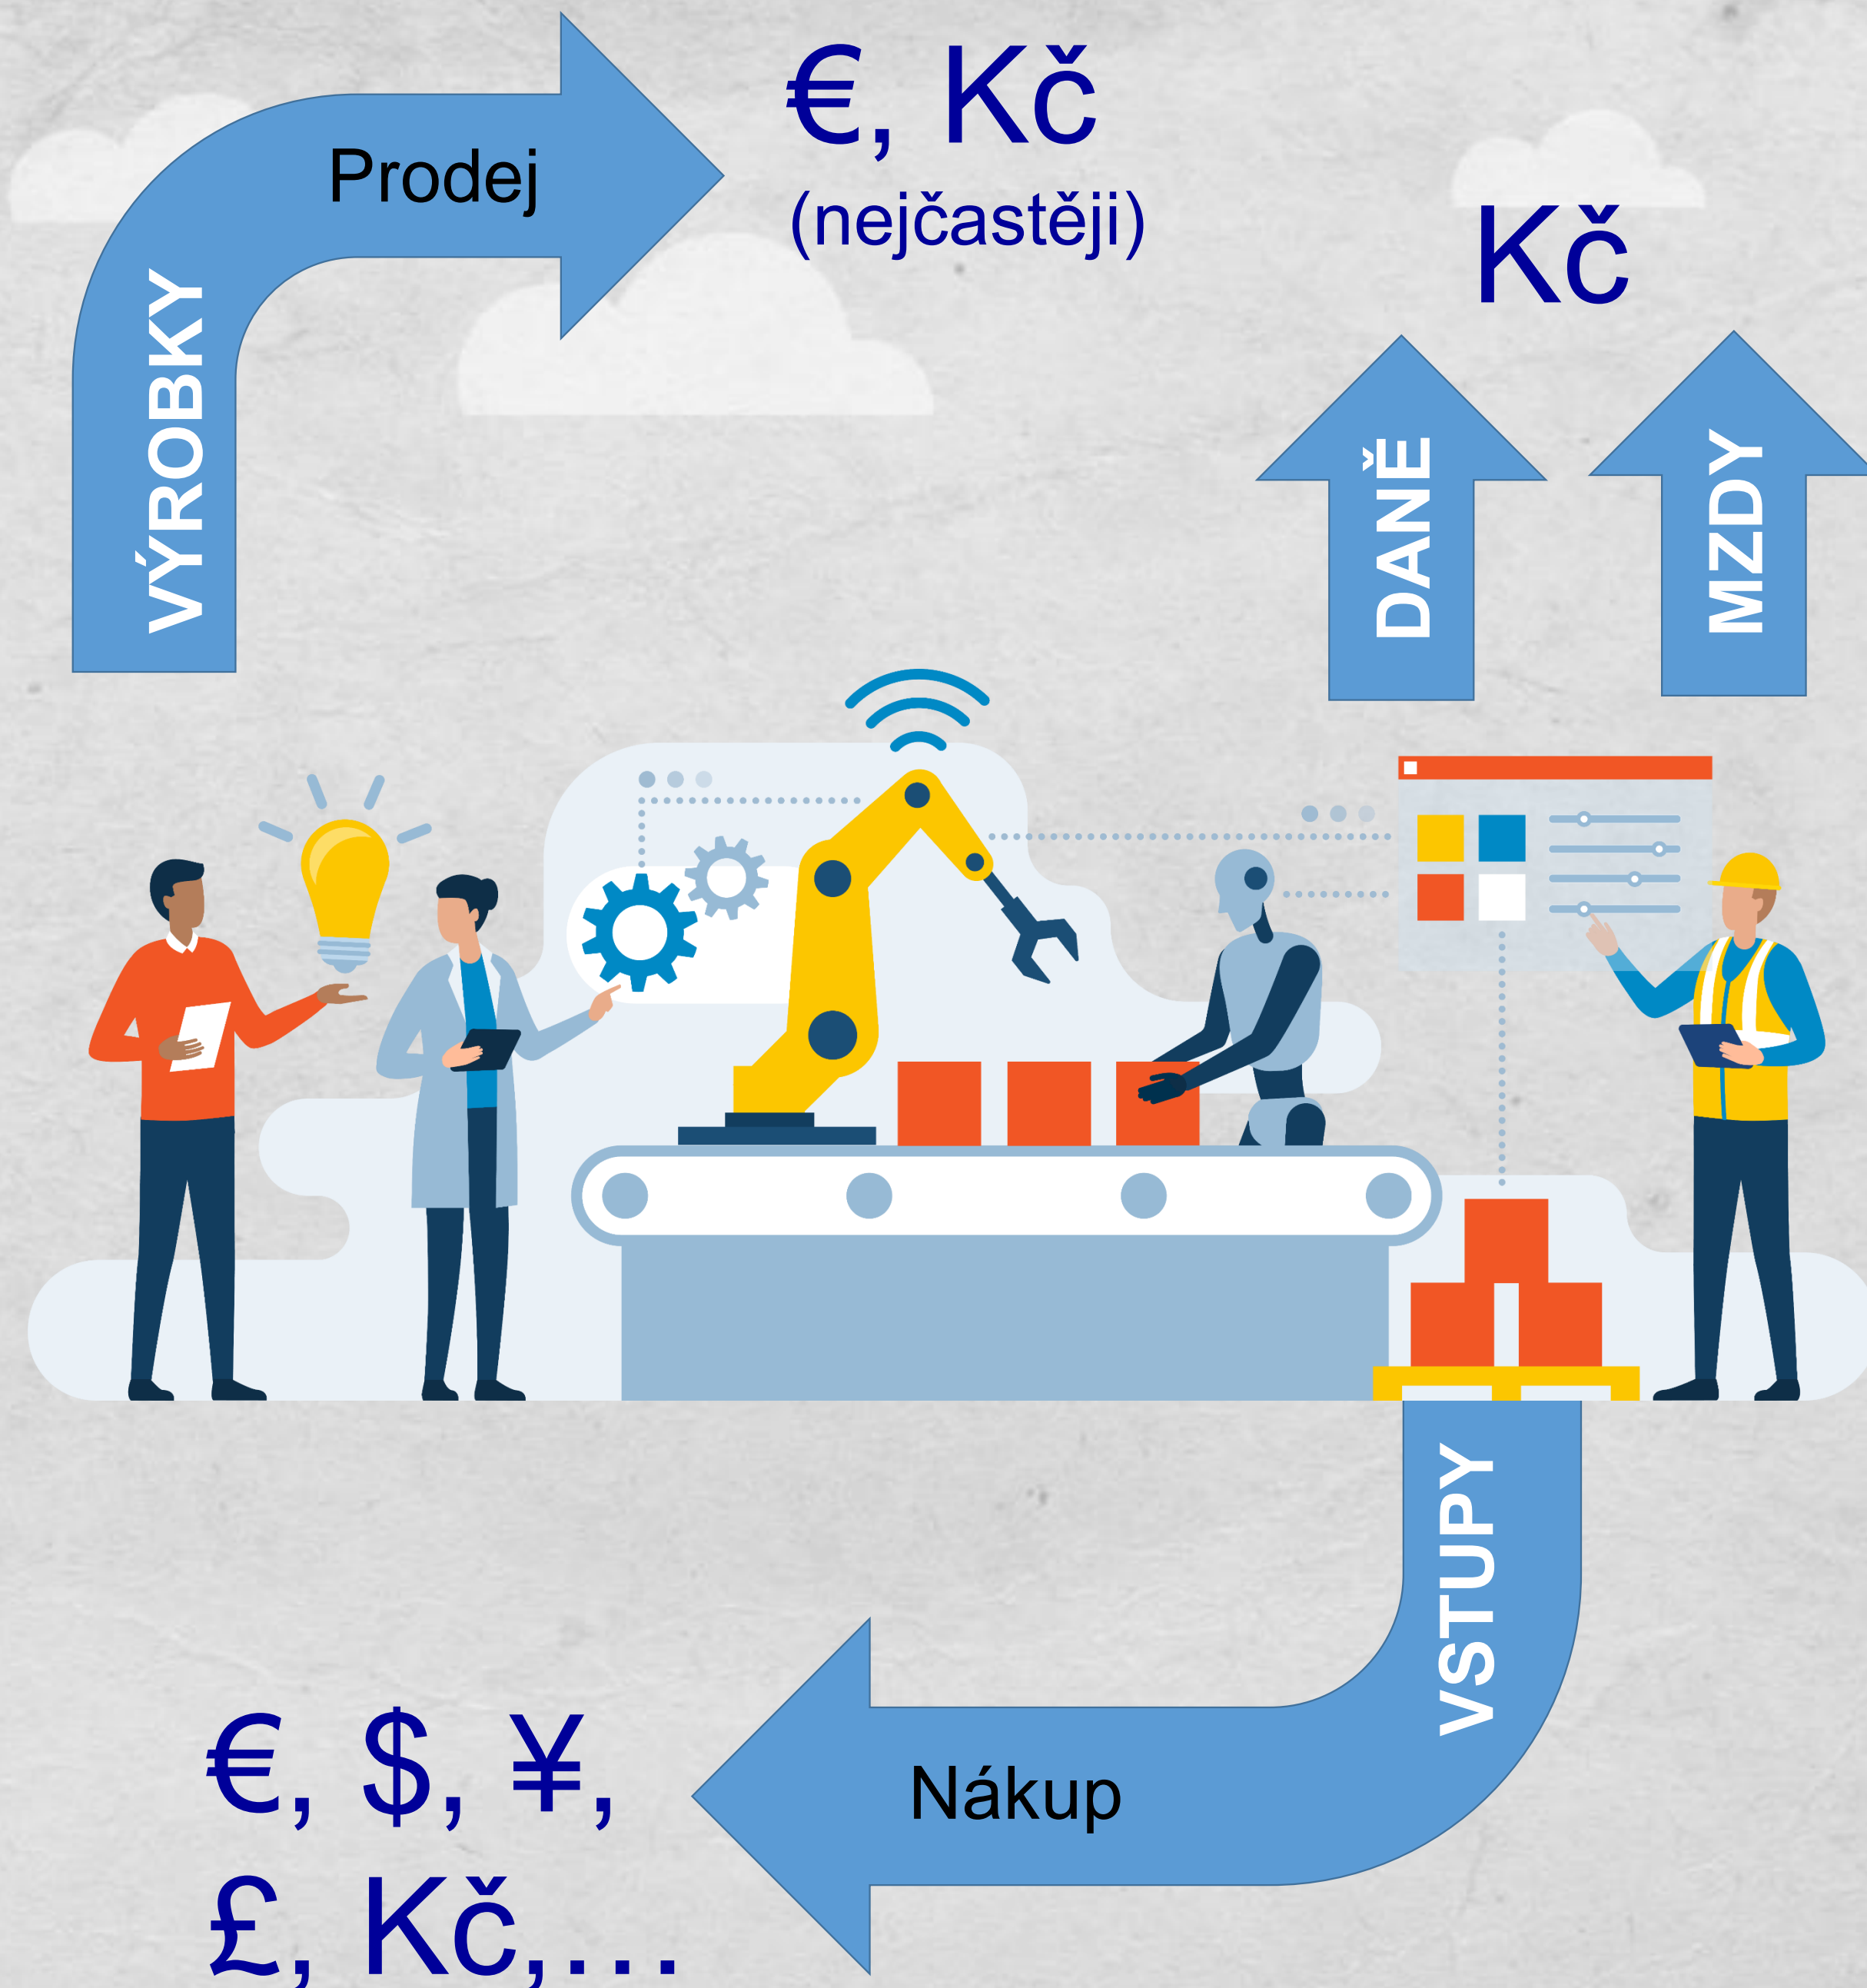 €, Kč
Prodej
(nejčastěji)
Kč
VÝROBKY
DANĚ
MZDY
VSTUPY
€, $, ¥,
Nákup
£, Kč,…